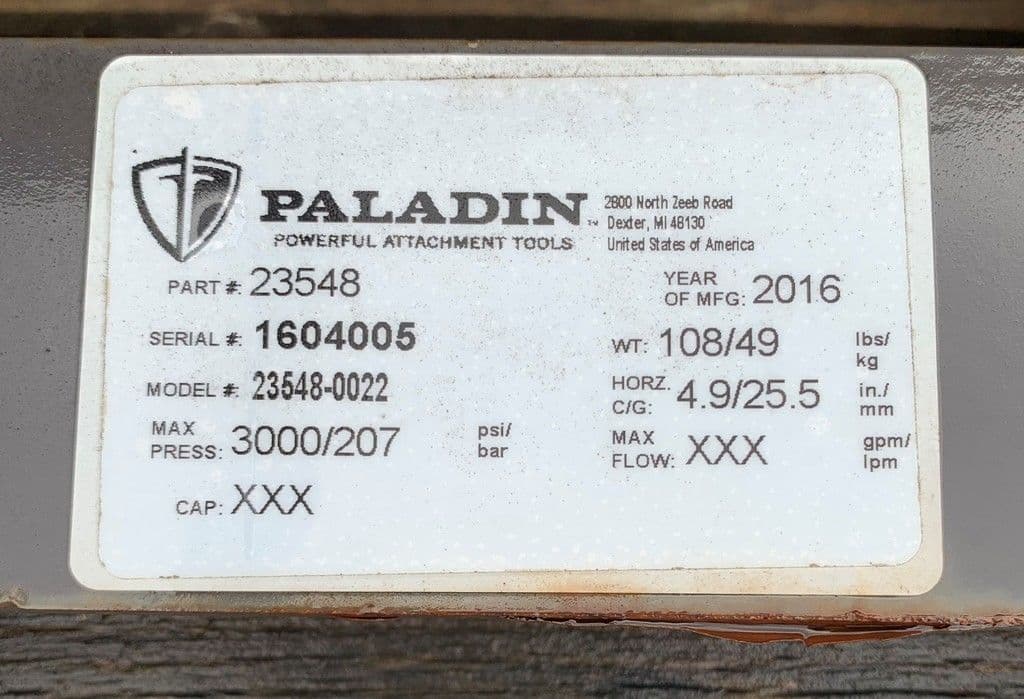 PALADIN™
POWERFUL ATTACHMENT TOOLS
2800 North Zeeb Road
Dexter, MI 48130
United States of America
PART #: 23548
YEAR OF MFG: 2016
SERIAL #: 1604005
WT: 108/49 lbs/kg
MODEL #: 23548-0022
HORZ. C/G: 4.9/25.5 in./mm
MAX PRESS: 3000/207 psi/bar
MAX FLOW: XXX gpm/lpm
CAP: XXX